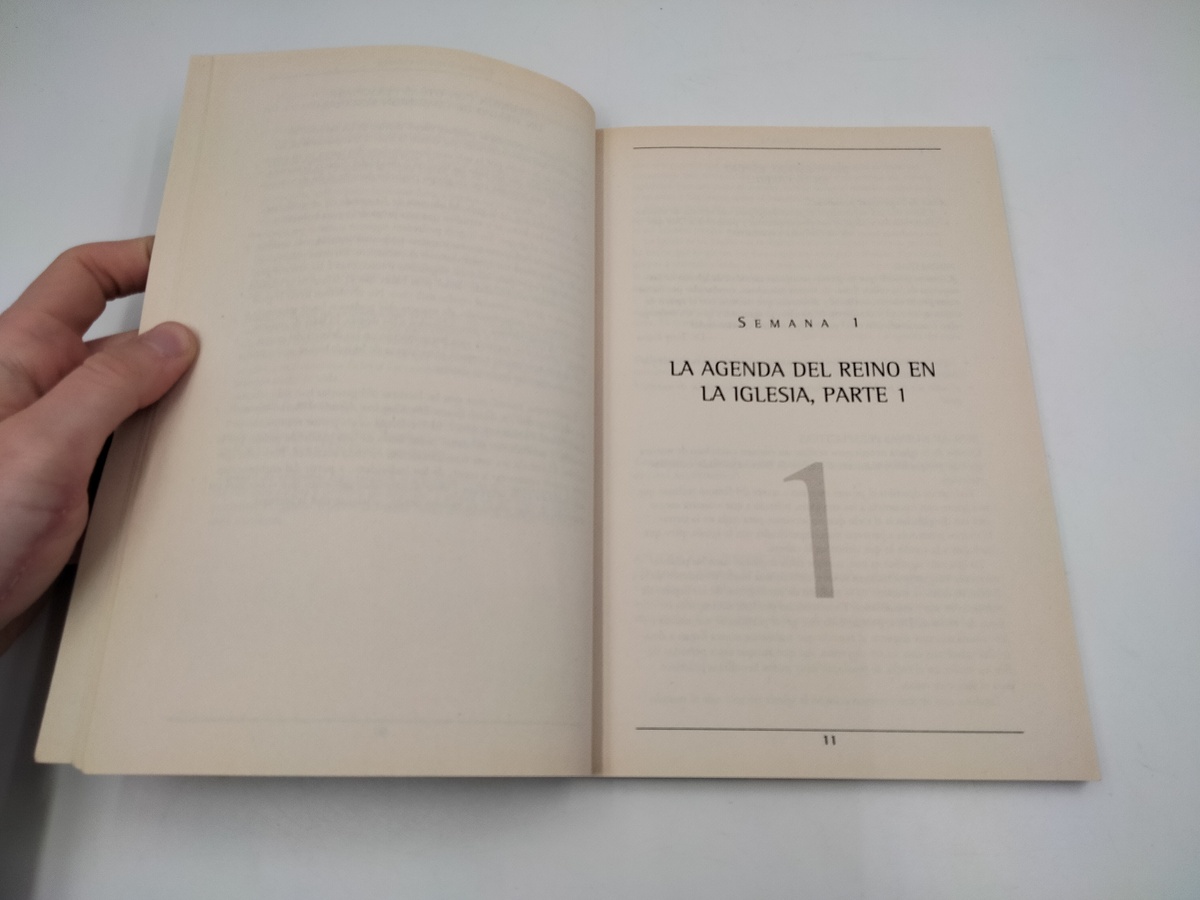 SEMANA 1
LA AGENDA DEL REINO EN
LA IGLESIA, PARTE 1
1
11